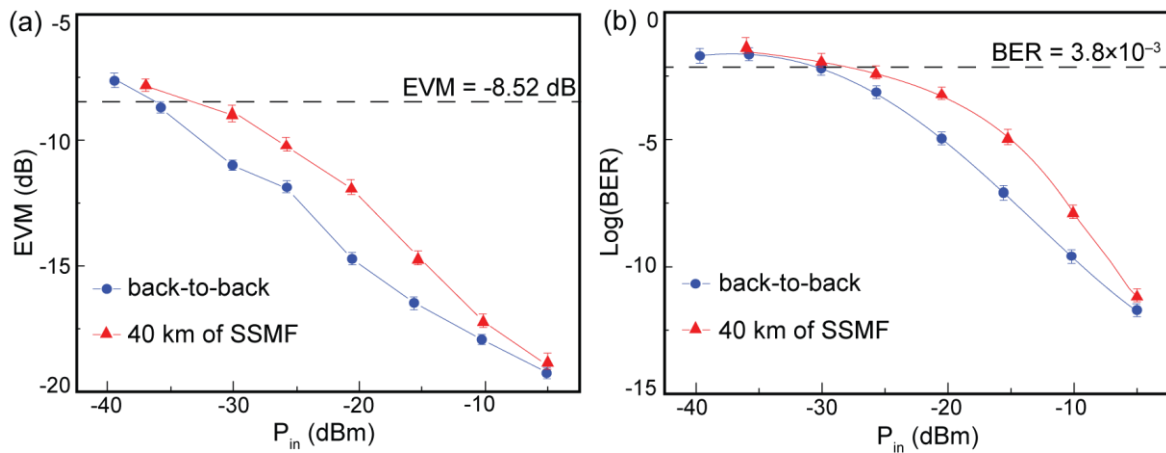 (a)
-5
-10
-15
-20
EVM (dB)
EVM = -8.52 dB
back-to-back
40 km of SSMF
-40
-30
-20
-10
P_in (dBm)
(b)
0
-5
-10
-15
Log(BER)
BER = 3.8×10⁻³
back-to-back
40 km of SSMF
-40
-30
-20
-10
P_in (dBm)